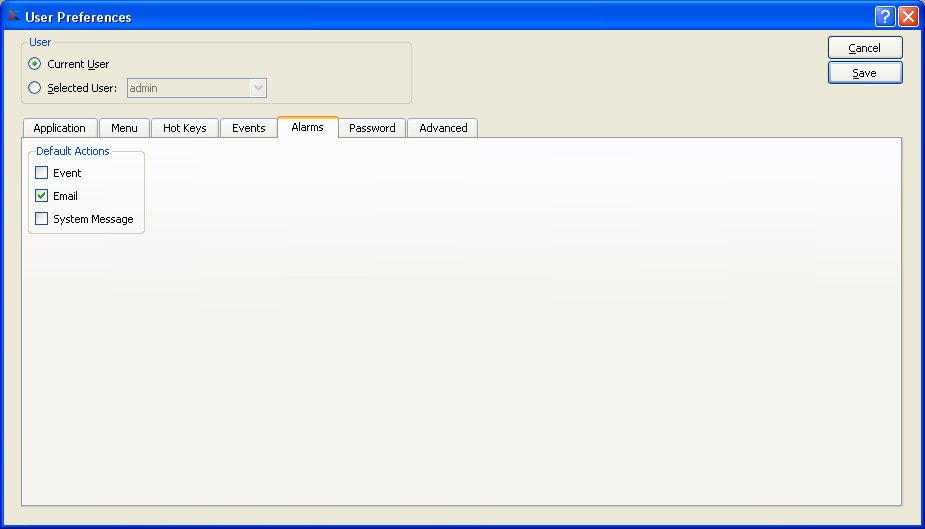 User Preferences
User
Current User
Selected User: admin
Cancel
Save
Application Menu Hot Keys Events Alarms Password Advanced
Default Actions
Event
Email
System Message